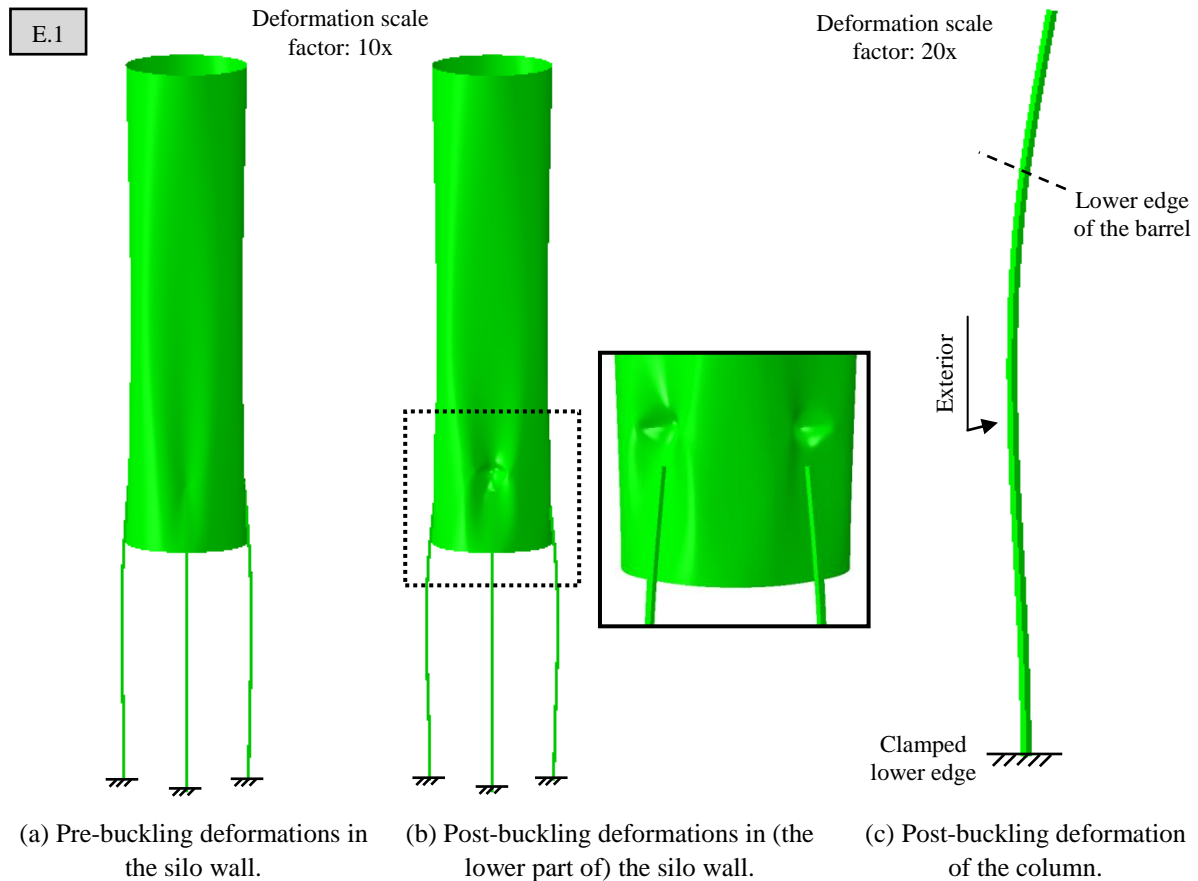 E.1
Deformation scale
factor: 10x
Deformation scale
factor: 20x
Lower edge
of the barrel
Exterior
Clamped
lower edge
(a) Pre-buckling deformations in
the silo wall.
(b) Post-buckling deformations in (the
lower part of) the silo wall.
(c) Post-buckling deformation
of the column.